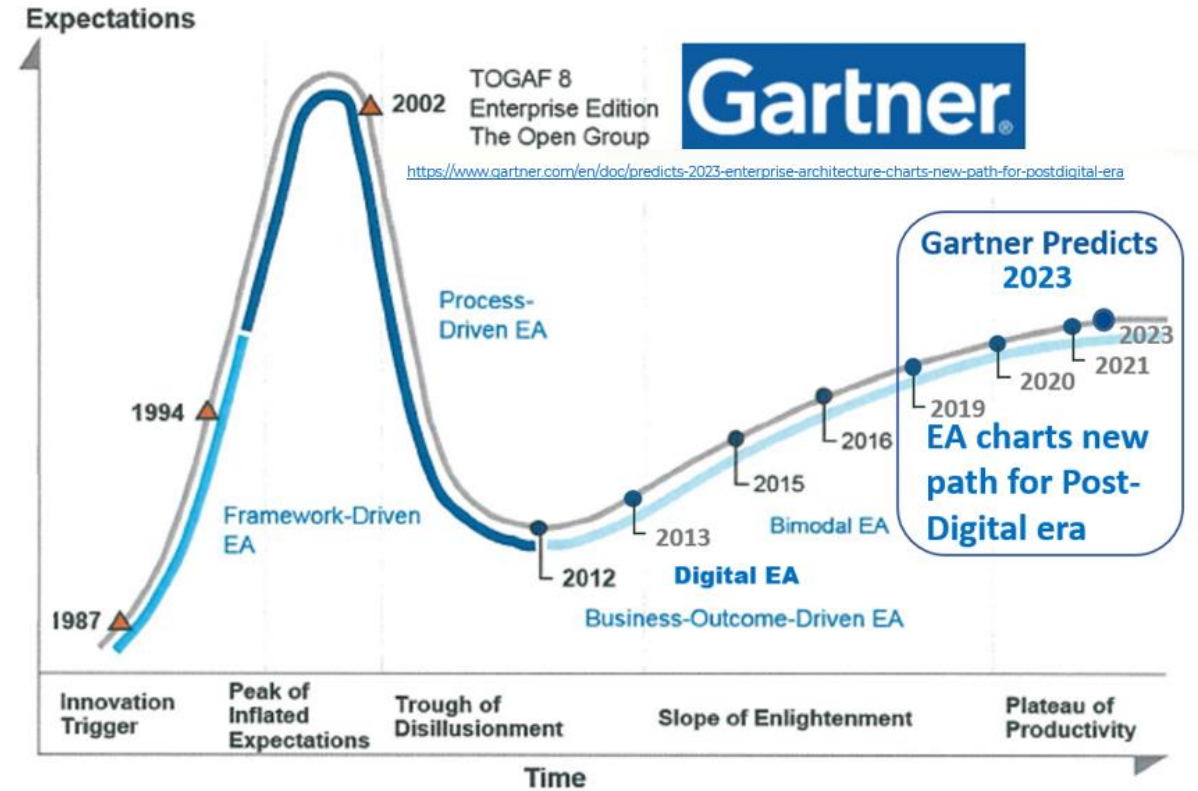 Expectations
TOGAF 8
Enterprise Edition
The Open Group
Gartner®
2002
https://www.gartner.com/en/doc/predicts-2023-enterprise-architecture-charts-new-path-for-postdigital-era
Gartner Predicts
2023
Process-
Driven EA
2023
2021
2020
2019
1994
2016
EA charts new
path for Post-
Digital era
2015
Framework-Driven
EA
Bimodal EA
2013
2012
Digital EA
Business-Outcome-Driven EA
1987
Innovation
Trigger
Peak of
Inflated
Expectations
Trough of
Disillusionment
Slope of Enlightenment
Plateau of
Productivity
Time